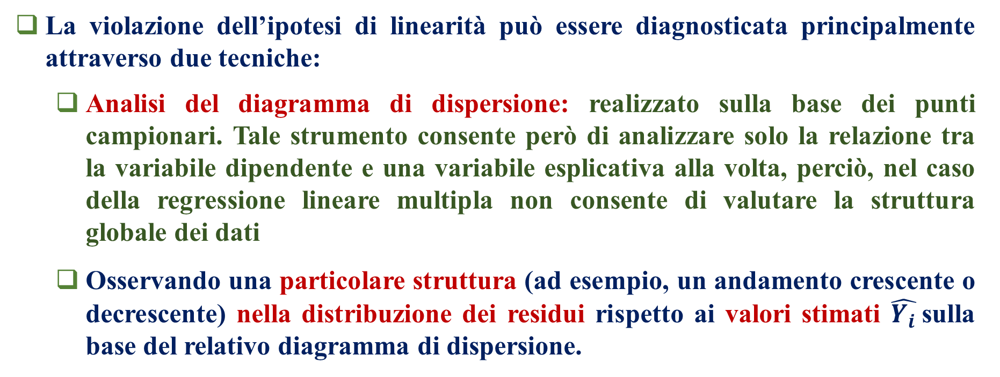 ❑ La violazione dell’ipotesi di linearità può essere diagnosticata principalmente
attraverso due tecniche:
❑ Analisi del diagramma di dispersione: realizzato sulla base dei punti
campionari. Tale strumento consente però di analizzare solo la relazione tra
la variabile dipendente e una variabile esplicativa alla volta, perciò, nel caso
della regressione lineare multipla non consente di valutare la struttura
globale dei dati
❑ Osservando una particolare struttura (ad esempio, un andamento crescente o
decrescente) nella distribuzione dei residui rispetto ai valori stimati $\widehat{Y_i}$ sulla
base del relativo diagramma di dispersione.